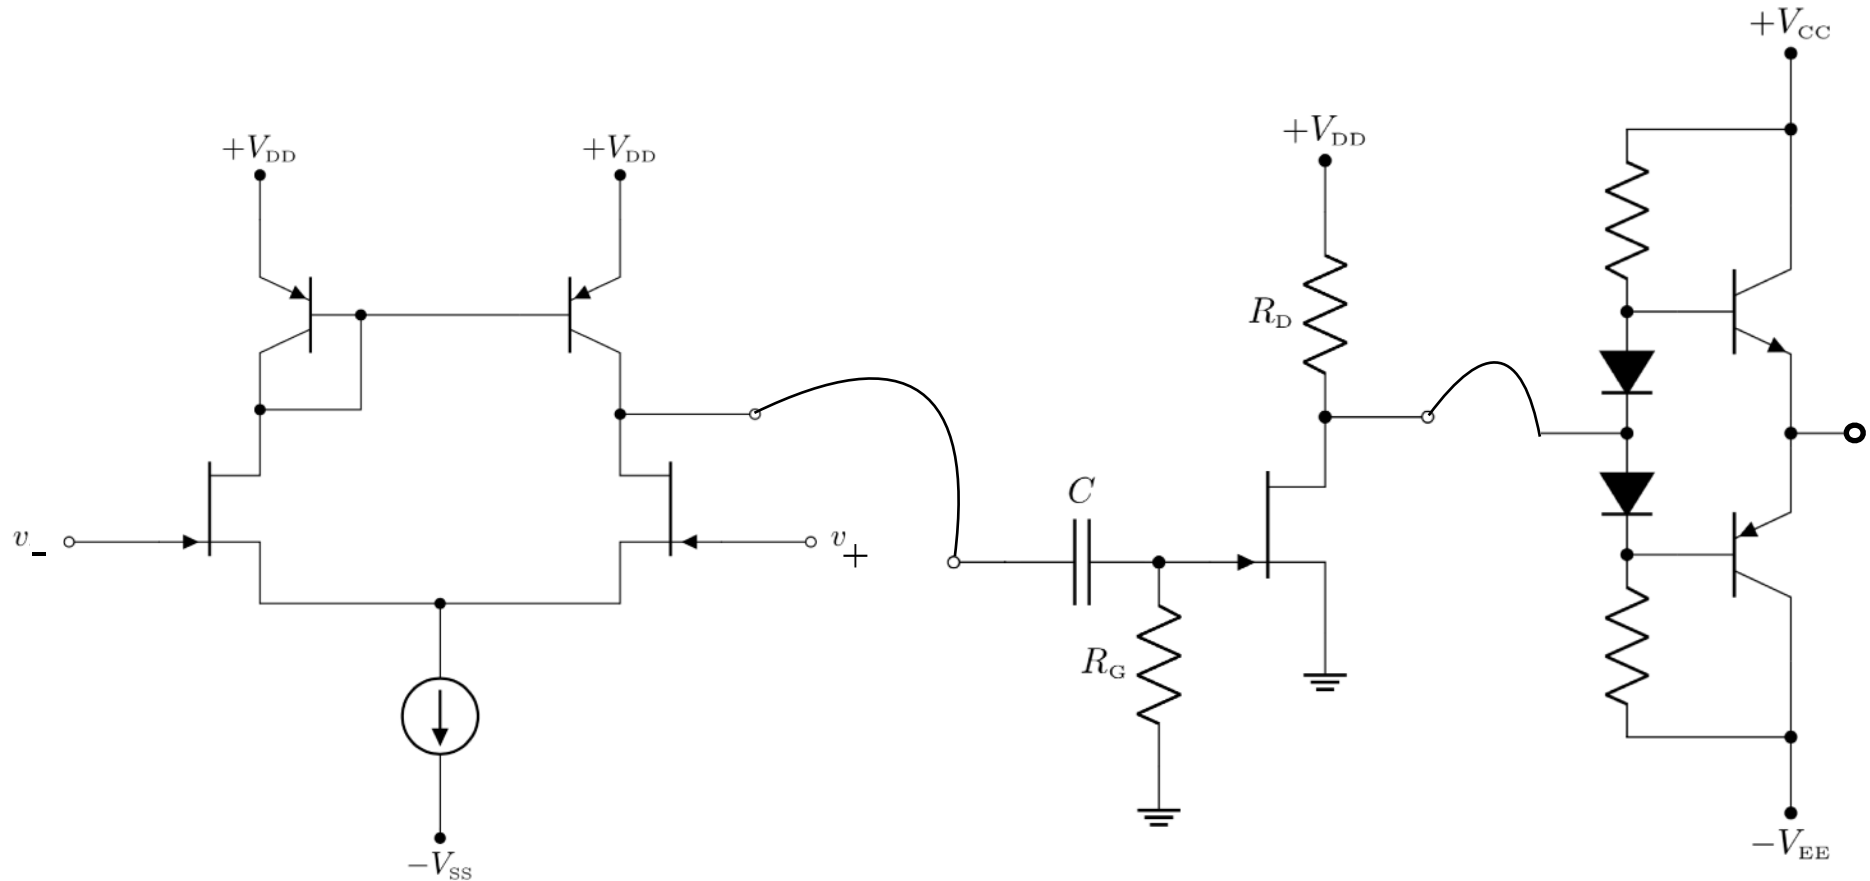 +V_CC
+V_DD
+V_DD
+V_DD
R_D
C
v_-
v_+
R_G
-V_SS
-V_EE